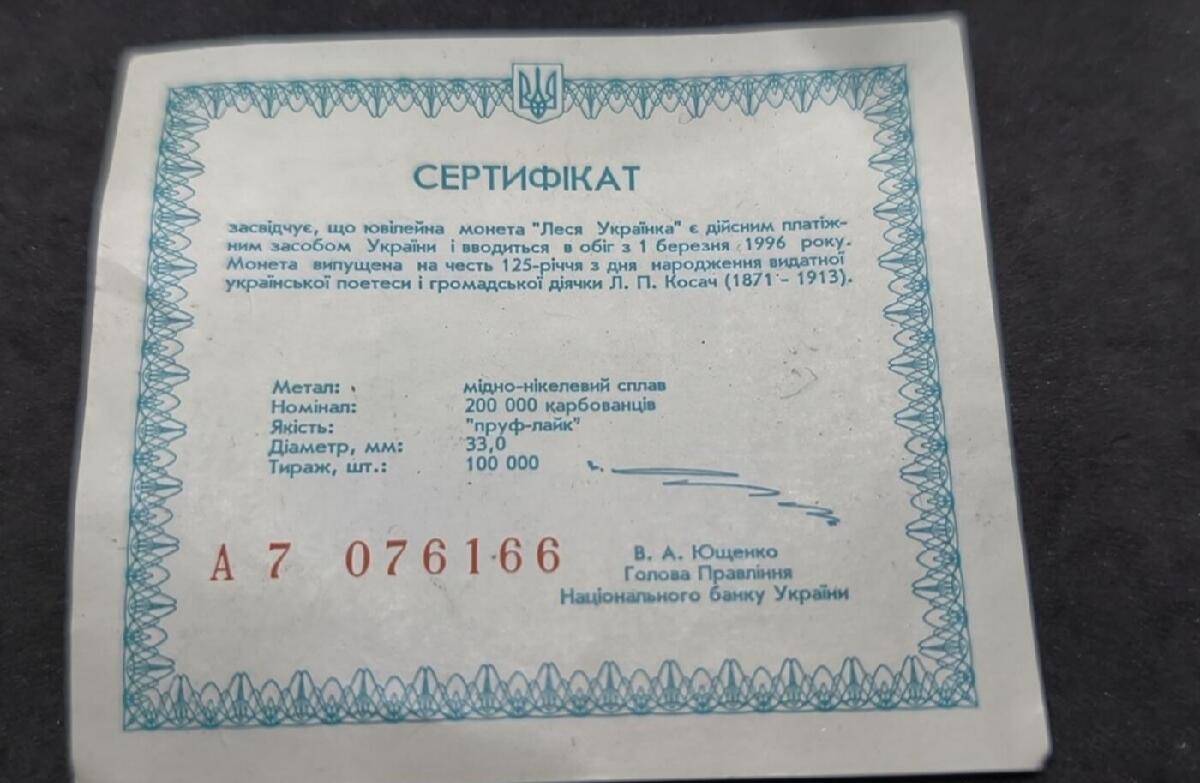 СЕРТИФІКАТ
засвідчує, що ювілейна монета "Леся Українка" є дійсним платіж-
ним засобом України і вводиться в обіг з 1 березня 1996 року.
Монета випущена на честь 125-річчя з дня народження видатної
української поетеси і громадської діячки Л. П. Косач (1871 - 1913).
Метал: мідно-нікелевий сплав
Номінал: 200 000 карбованців
Якість: "пруф-лайк"
Діаметр, мм: 33,0
Тираж, шт.: 100 000
А 7 076166
В. А. Ющенко
Голова Правління
Національного банку України